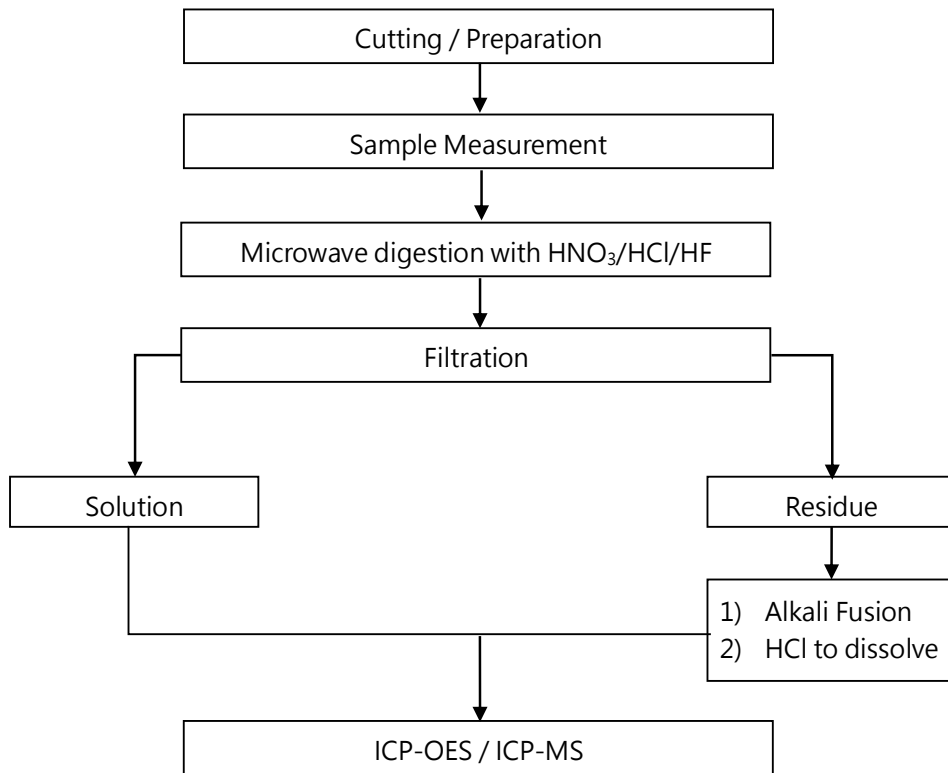 Cutting / Preparation
Sample Measurement
Microwave digestion with HNO₃/HCl/HF
Filtration
Solution
Residue
1) Alkali Fusion
2) HCl to dissolve
ICP-OES / ICP-MS